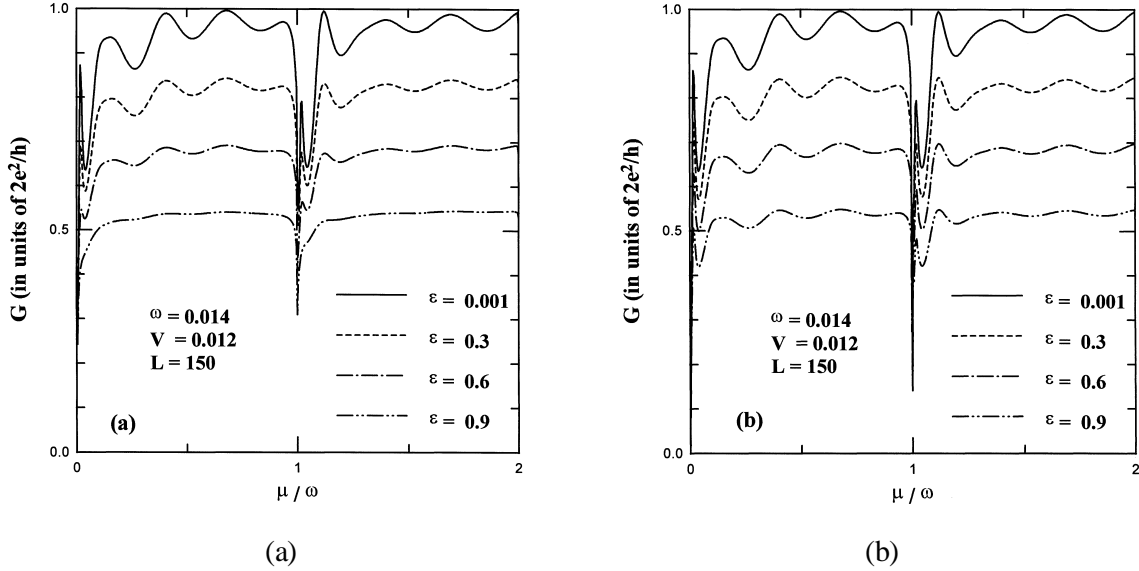 G (in units of 2e²/h)
1.0
0.5
0.0
ω = 0.014
V = 0.012
L = 150
ε = 0.001
ε = 0.3
ε = 0.6
ε = 0.9
(a)
0 1 2
μ / ω
(a)
G (in units of 2e²/h)
1.0
0.5
0.0
ω = 0.014
V = 0.012
L = 150
ε = 0.001
ε = 0.3
ε = 0.6
ε = 0.9
(b)
0 1 2
μ / ω
(b)